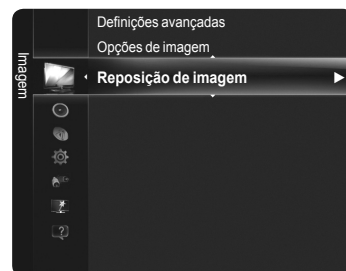 Definições avançadas
Opções de imagem
Imagem
Reposição de imagem